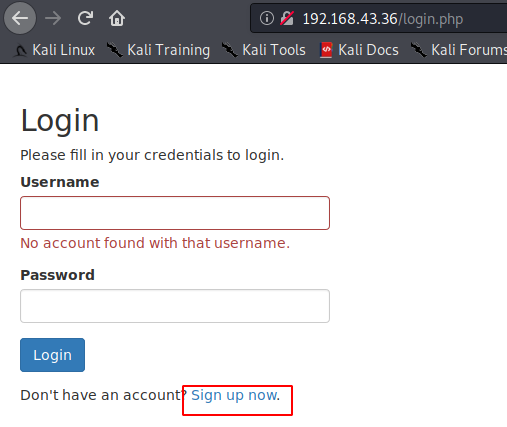 192.168.43.36/login.php
Kali Linux Kali Training Kali Tools Kali Docs Kali Forums
Login
Please fill in your credentials to login.
Username
No account found with that username.
Password
Login
Don't have an account? Sign up now.